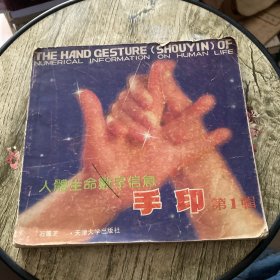 THE HAND GESTURE (SHOUYIN) OF
NUMERICAL INFORMATION ON HUMAN LIFE
人體生命數字信息
手印 第1輯
天津大学出版社